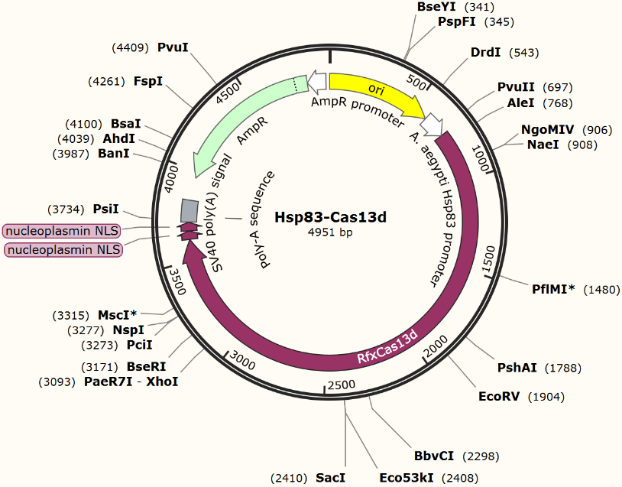 BseYI (341)
PspFI (345)
DrdI (543)
PvuII (697)
AleI (768)
NgoMIV (906)
NaeI (908)
PflMI* (1480)
PshAI (1788)
EcoRV (1904)
BbvCI (2298)
Eco53kI (2408)
(2410) SacI
(3093) PaeR7I - XhoI
(3171) BseRI
(3273) PciI
(3277) NspI
(3315) MscI*
nucleoplasmin NLS
nucleoplasmin NLS
(3734) PsiI
(3987) BanI
(4039) AhdI
(4100) BsaI
(4261) FspI
(4409) PvuI
500
1000
1500
2000
2500
3000
3500
4000
4500
ori
AmpR promoter
AmpR
A. aegypti Hsp83 promoter
RfxCas13d
SV40 poly(A) signal
Poly-A sequence
Hsp83-Cas13d
4951 bp